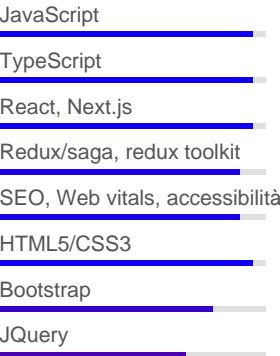 JavaScript
TypeScript
React, Next.js
Redux/saga, redux toolkit
SEO, Web vitals, accessibilità
HTML5/CSS3
Bootstrap
JQuery